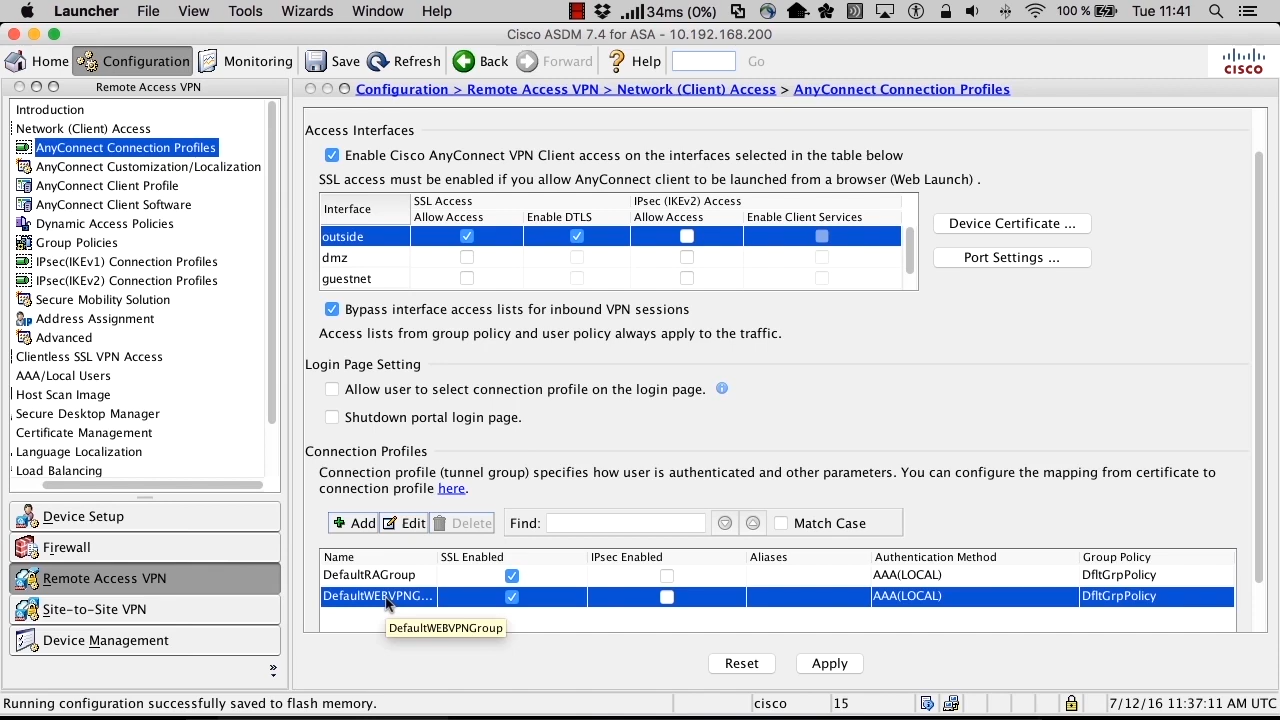 Launcher File View Tools Wizards Window Help 34ms (0%) 100 % Tue 11:41
Cisco ASDM 7.4 for ASA - 10.192.168.200
Home Configuration Monitoring Save Refresh Back Forward Help Go
CISCO
Remote Access VPN
Introduction
Network (Client) Access
AnyConnect Connection Profiles
AnyConnect Customization/Localization
AnyConnect Client Profile
AnyConnect Client Software
Dynamic Access Policies
Group Policies
IPsec(IKEv1) Connection Profiles
IPsec(IKEv2) Connection Profiles
Secure Mobility Solution
Address Assignment
Advanced
Clientless SSL VPN Access
AAA/Local Users
Host Scan Image
Secure Desktop Manager
Certificate Management
Language Localization
Load Balancing
Device Setup
Firewall
Remote Access VPN
Site-to-Site VPN
Device Management
Configuration > Remote Access VPN > Network (Client) Access > AnyConnect Connection Profiles
Access Interfaces
Enable Cisco AnyConnect VPN Client access on the interfaces selected in the table below
SSL access must be enabled if you allow AnyConnect client to be launched from a browser (Web Launch) .
Interface SSL Access IPsec (IKEv2) Access
Allow Access Enable DTLS Allow Access Enable Client Services
outside
dmz
guestnet
Device Certificate ...
Port Settings ...
Bypass interface access lists for inbound VPN sessions
Access lists from group policy and user policy always apply to the traffic.
Login Page Setting
Allow user to select connection profile on the login page.
Shutdown portal login page.
Connection Profiles
Connection profile (tunnel group) specifies how user is authenticated and other parameters. You can configure the mapping from certificate to
connection profile here.
Add Edit Delete Find: Match Case
Name SSL Enabled IPsec Enabled Aliases Authentication Method Group Policy
DefaultRAGroup AAA(LOCAL) DfltGrpPolicy
DefaultWEBVPNG... AAA(LOCAL) DfltGrpPolicy
DefaultWEBVPNGroup
Reset Apply
Running configuration successfully saved to flash memory. cisco 15 7/12/16 11:37:11 AM UTC